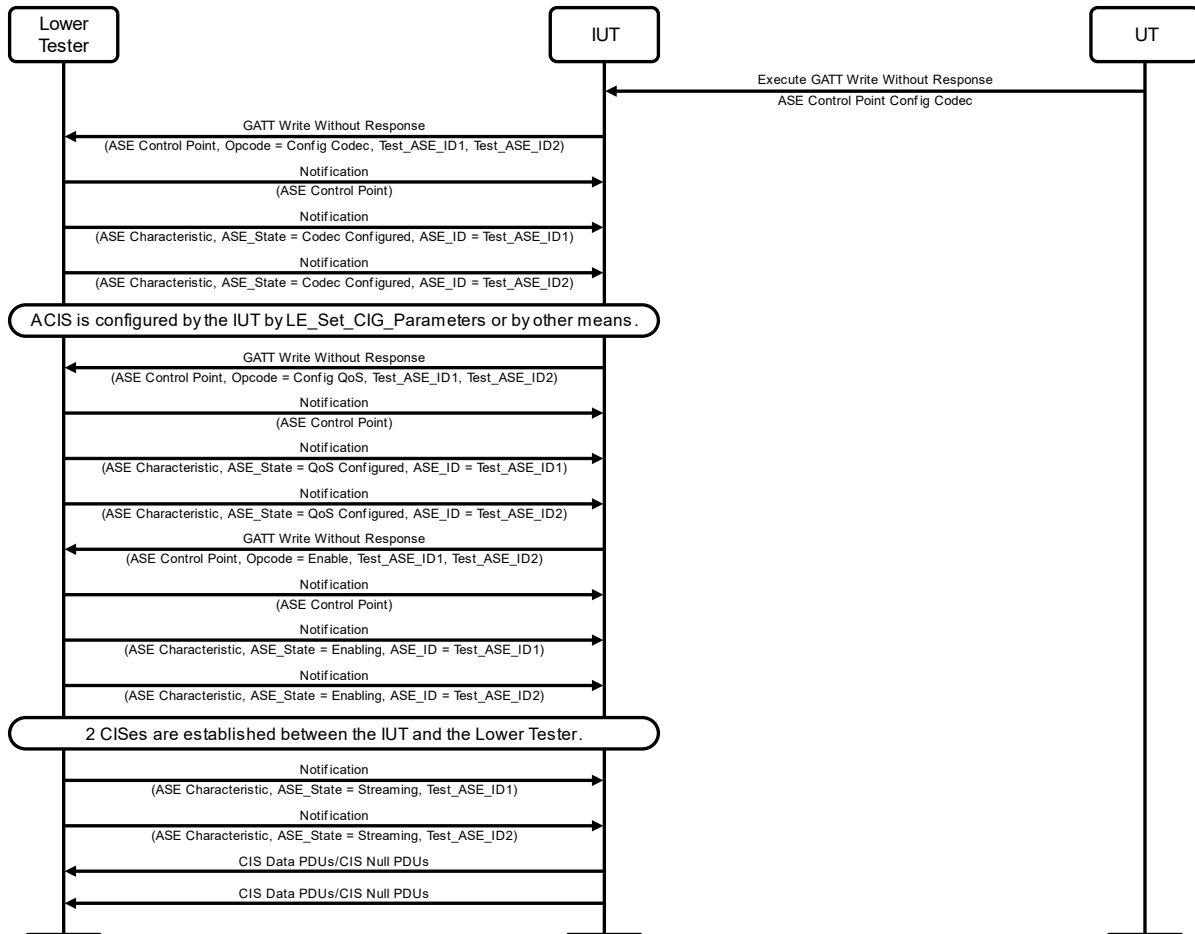 Lower
Tester
IUT
UT
Execute GATT Write Without Response
ASE Control Point Config Codec
GATT Write Without Response
(ASE Control Point, Opcode = Config Codec, Test_ASE_ID1, Test_ASE_ID2)
Notification
(ASE Control Point)
Notification
(ASE Characteristic, ASE_State = Codec Configured, ASE_ID = Test_ASE_ID1)
Notification
(ASE Characteristic, ASE_State = Codec Configured, ASE_ID = Test_ASE_ID2)
A CIS is configured by the IUT by LE_Set_CIG_Parameters or by other means.
GATT Write Without Response
(ASE Control Point, Opcode = Config QoS, Test_ASE_ID1, Test_ASE_ID2)
Notification
(ASE Control Point)
Notification
(ASE Characteristic, ASE_State = QoS Configured, ASE_ID = Test_ASE_ID1)
Notification
(ASE Characteristic, ASE_State = QoS Configured, ASE_ID = Test_ASE_ID2)
GATT Write Without Response
(ASE Control Point, Opcode = Enable, Test_ASE_ID1, Test_ASE_ID2)
Notification
(ASE Control Point)
Notification
(ASE Characteristic, ASE_State = Enabling, ASE_ID = Test_ASE_ID1)
Notification
(ASE Characteristic, ASE_State = Enabling, ASE_ID = Test_ASE_ID2)
2 CISes are established between the IUT and the Lower Tester.
Notification
(ASE Characteristic, ASE_State = Streaming, Test_ASE_ID1)
Notification
(ASE Characteristic, ASE_State = Streaming, Test_ASE_ID2)
CIS Data PDUs/CIS Null PDUs
CIS Data PDUs/CIS Null PDUs